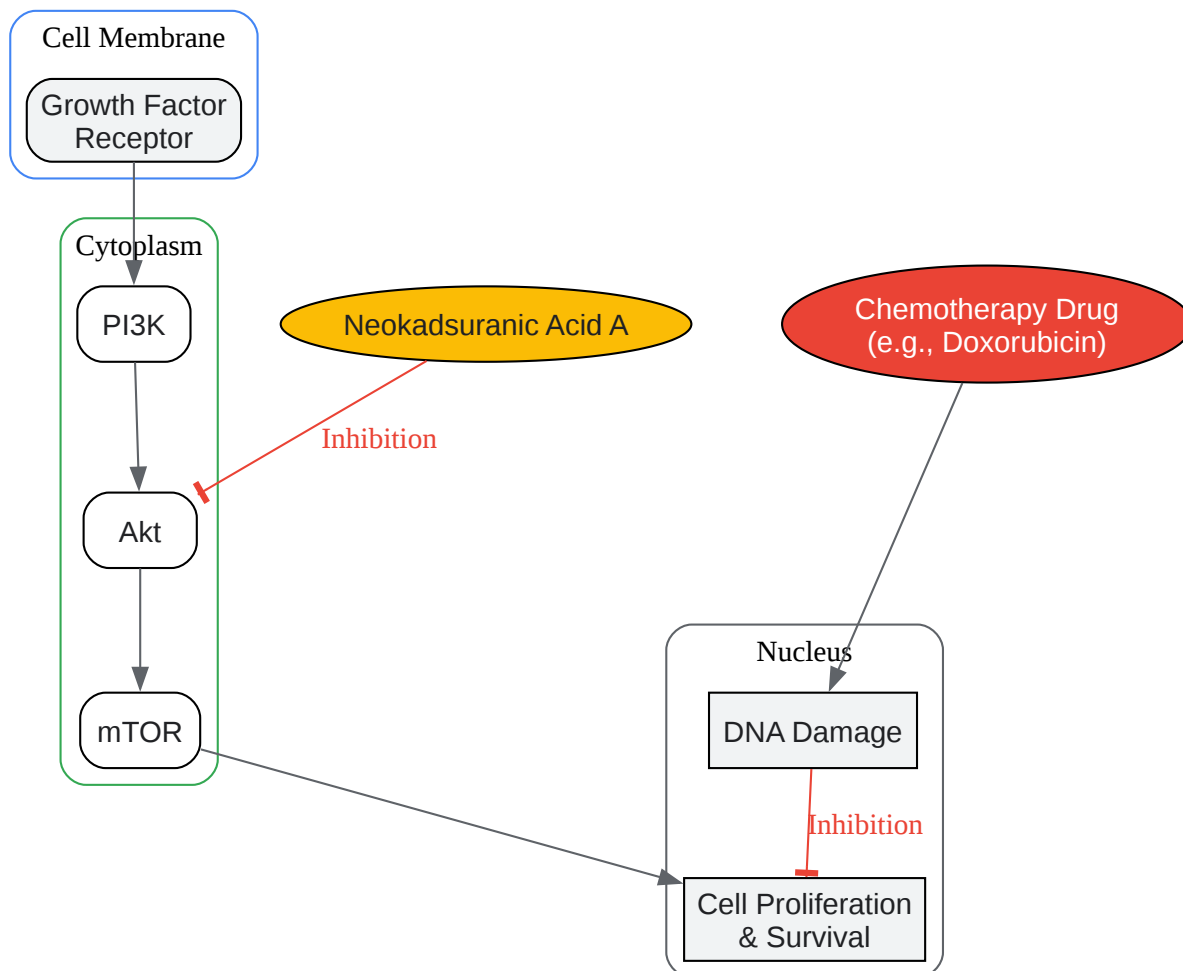 Cell Membrane
Growth Factor
Receptor
Cytoplasm
PI3K
Neokadsuranic Acid A
Chemotherapy Drug
(e.g., Doxorubicin)
Inhibition
Akt
Nucleus
mTOR
DNA Damage
Inhibition
Cell Proliferation
& Survival